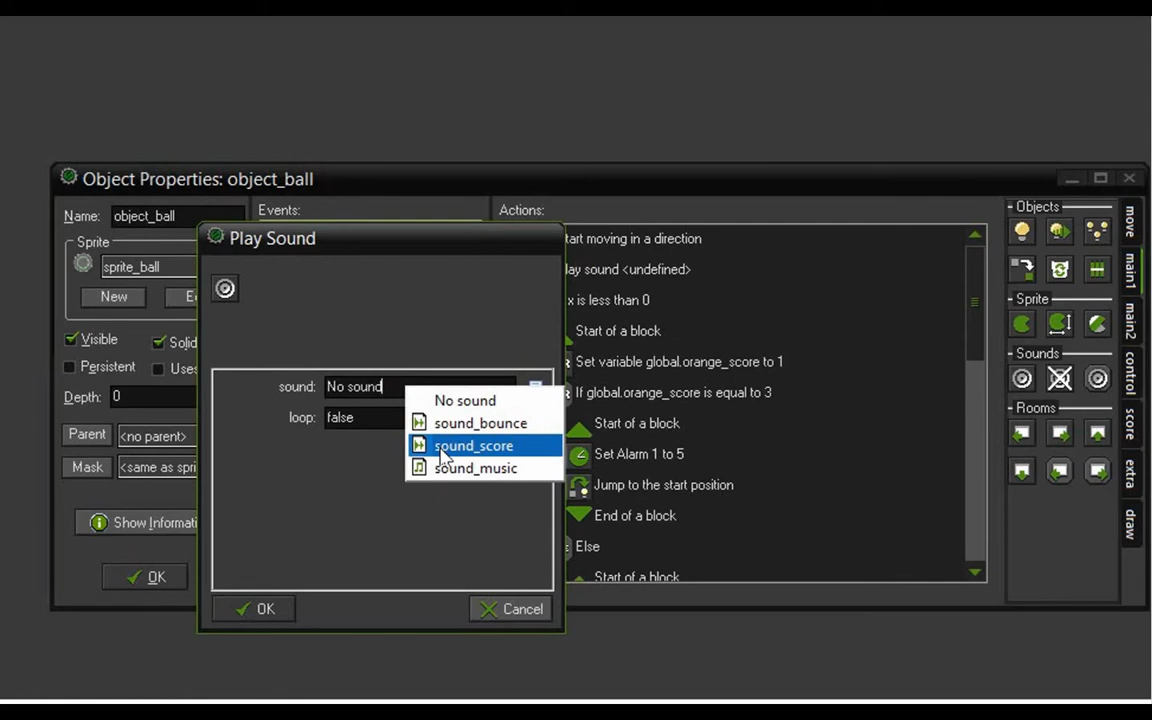 Object Properties: object_ball
Name: object_ball
Events:
Actions:
Sprite
sprite_ball
New
Visible
Solid
Persistent
Uses
Depth: 0
Parent <no parent>
Mask <same as spri
Show Informati
OK
Play Sound
sound: No sound
loop: false
No sound
sound_bounce
sound_score
sound_music
OK
Cancel
tart moving in a direction
lay sound <undefined>
x is less than 0
Start of a block
Set variable global.orange_score to 1
If global.orange_score is equal to 3
Start of a block
Set Alarm 1 to 5
Jump to the start position
End of a block
Else
Start of a block
Objects
Sprite
Sounds
Rooms
move
main1
main2
control
score
extra
draw